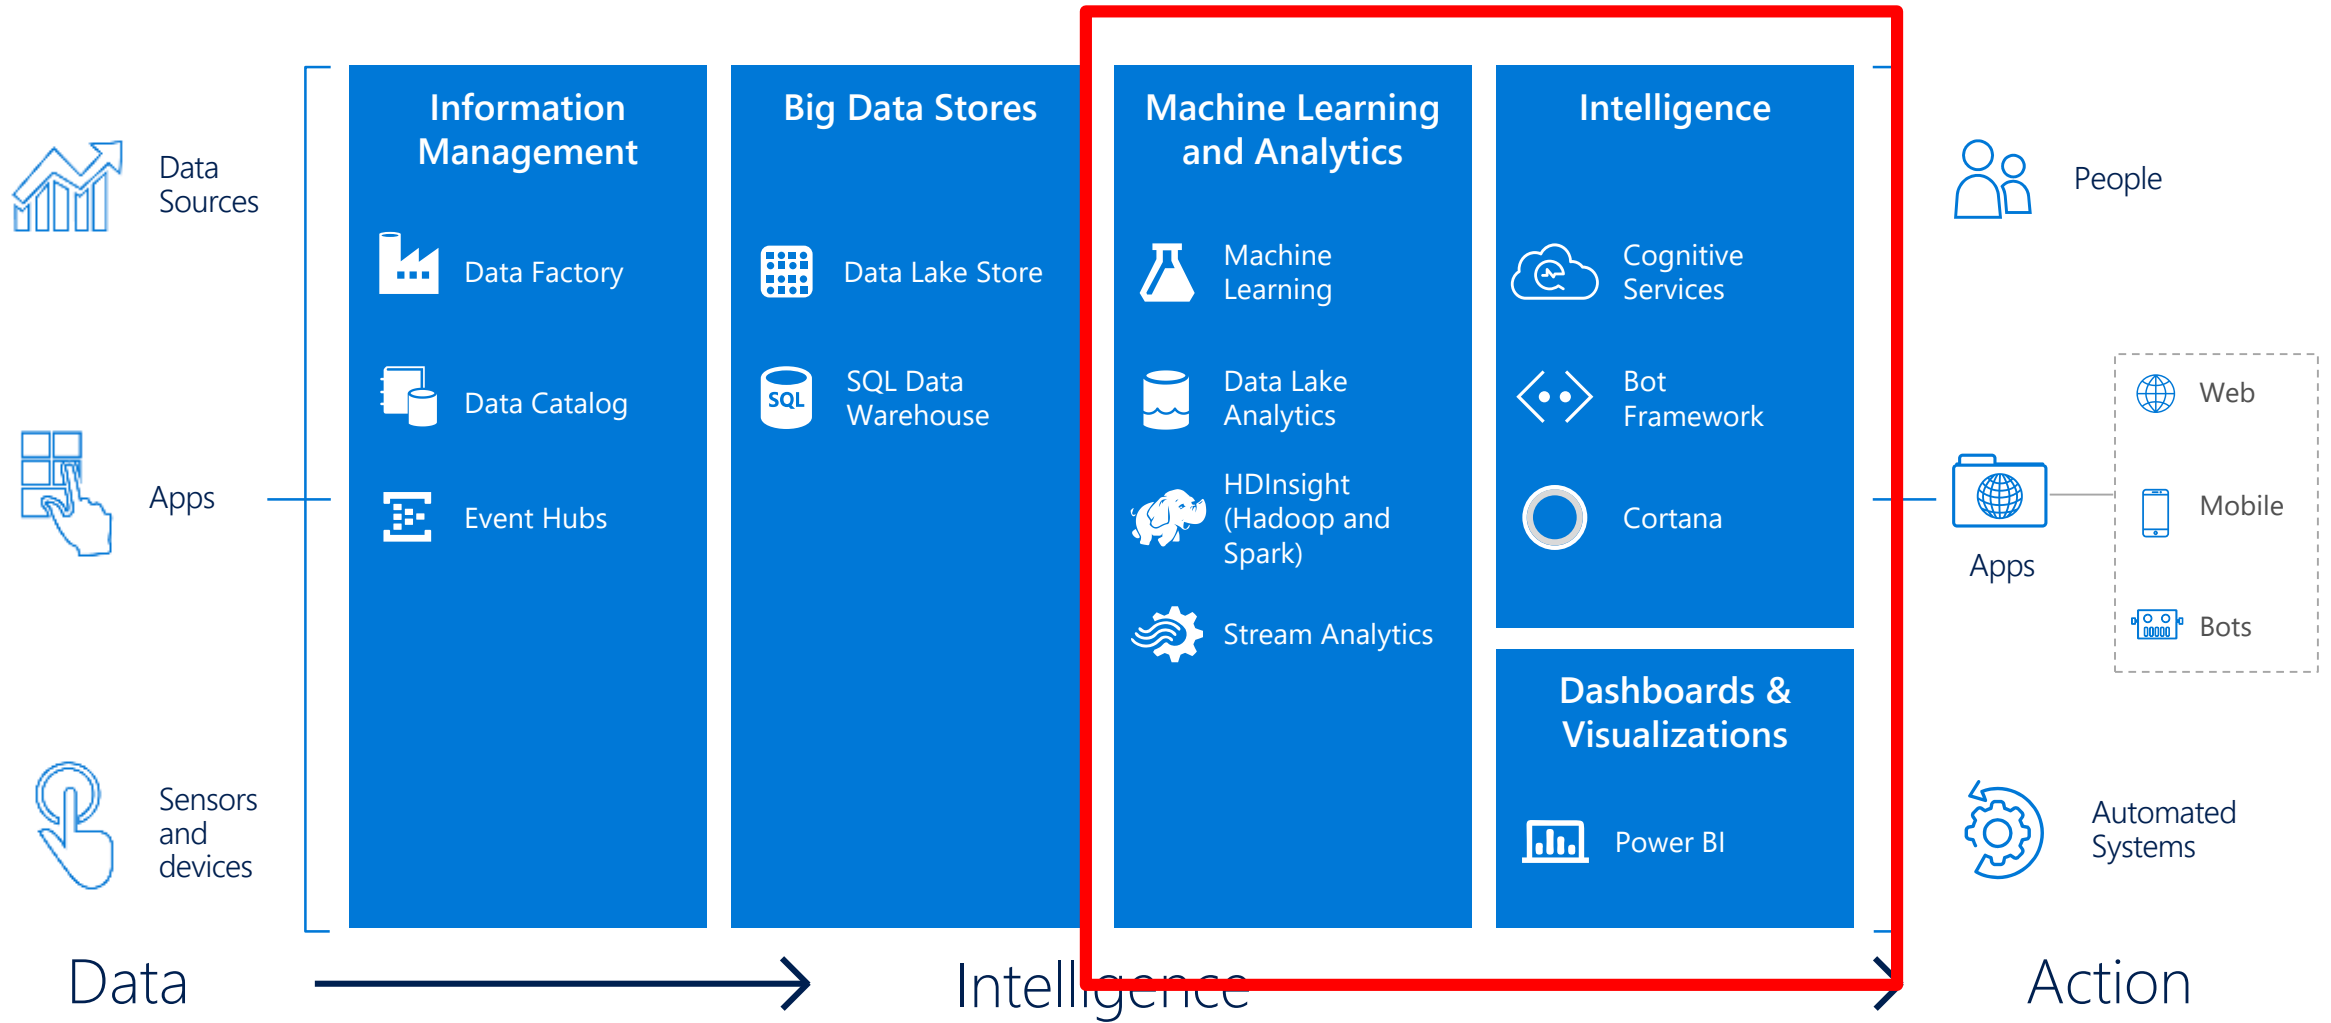 Data
Sources
Apps
Sensors
and
devices
Information
Management
Data Factory
Data Catalog
Event Hubs
Big Data Stores
Data Lake Store
SQL
SQL Data
Warehouse
Machine Learning
and Analytics
Machine
Learning
Data Lake
Analytics
HDInsight
(Hadoop and
Spark)
Stream Analytics
Intelligence
Cognitive
Services
Bot
Framework
Cortana
Dashboards &
Visualizations
Power BI
People
Apps
Web
Mobile
Bots
Automated
Systems
Data
Intelligence
Action